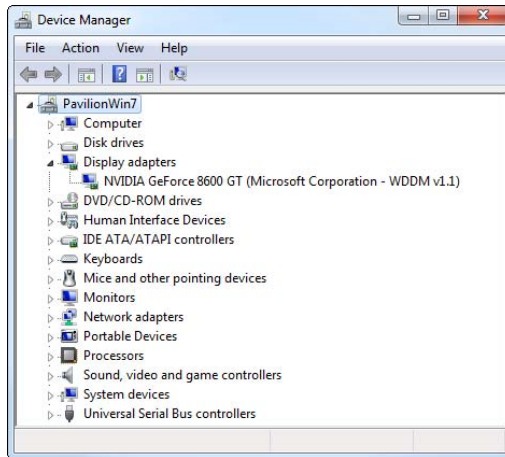 Device Manager
File Action View Help
PavilionWin7
Computer
Disk drives
Display adapters
NVIDIA GeForce 8600 GT (Microsoft Corporation - WDDM v1.1)
DVD/CD-ROM drives
Human Interface Devices
IDE ATA/ATAPI controllers
Keyboards
Mice and other pointing devices
Monitors
Network adapters
Portable Devices
Processors
Sound, video and game controllers
System devices
Universal Serial Bus controllers